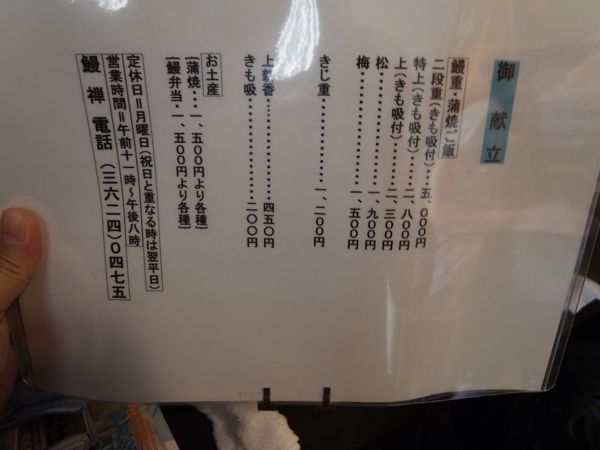 御献立
鰻重・蒲焼ご飯
二段重(きも吸付)‥五、〇〇〇円
特上(きも吸付)‥‥二、八〇〇円
上(きも吸付)‥‥‥二、三〇〇円
松‥‥‥‥‥‥‥‥一、九〇〇円
梅‥‥‥‥‥‥‥‥一、五〇〇円
きじ重‥‥‥‥‥‥一、二〇〇円
上新香‥‥‥‥‥‥四五〇円
きも吸‥‥‥‥‥‥二〇〇円
お土産
(蒲焼‥‥一、五〇〇円より各種)
(鰻弁当・一、五〇〇円より各種)
定休日=月曜日(祝日と重なる時は翌平日)
営業時間=午前十一時〜午後八時
鰻禅 電話(三六二四)〇四七五